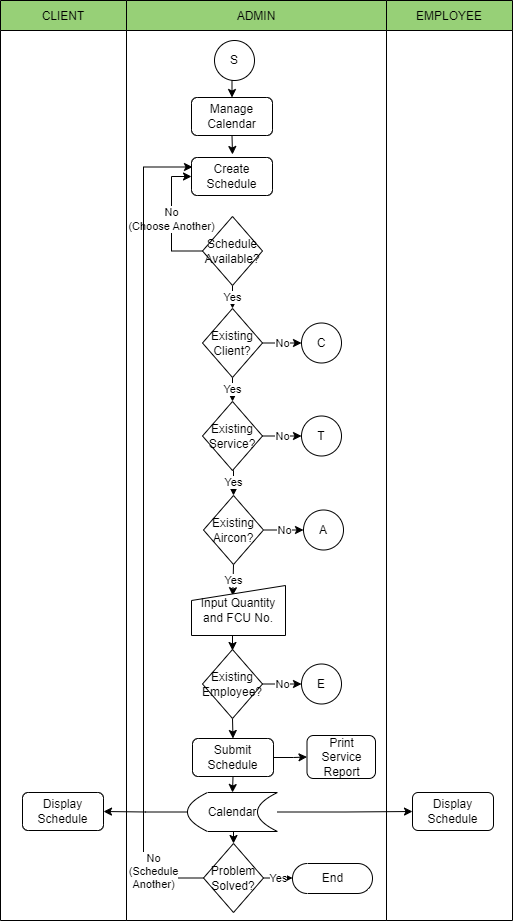 CLIENT
ADMIN
EMPLOYEE
S
Manage
Calendar
Create
Schedule
No
(Choose Another)
Schedule
Available?
Yes
Existing
Client?
No
C
Yes
Existing
Service?
No
T
Yes
Existing
Aircon?
No
A
Yes
Input Quantity
and FCU No.
Existing
Employee?
No
E
Submit
Schedule
Print
Service
Report
Display
Schedule
Calendar
Display
Schedule
No
(Schedule
Another)
Problem
Solved?
Yes
End